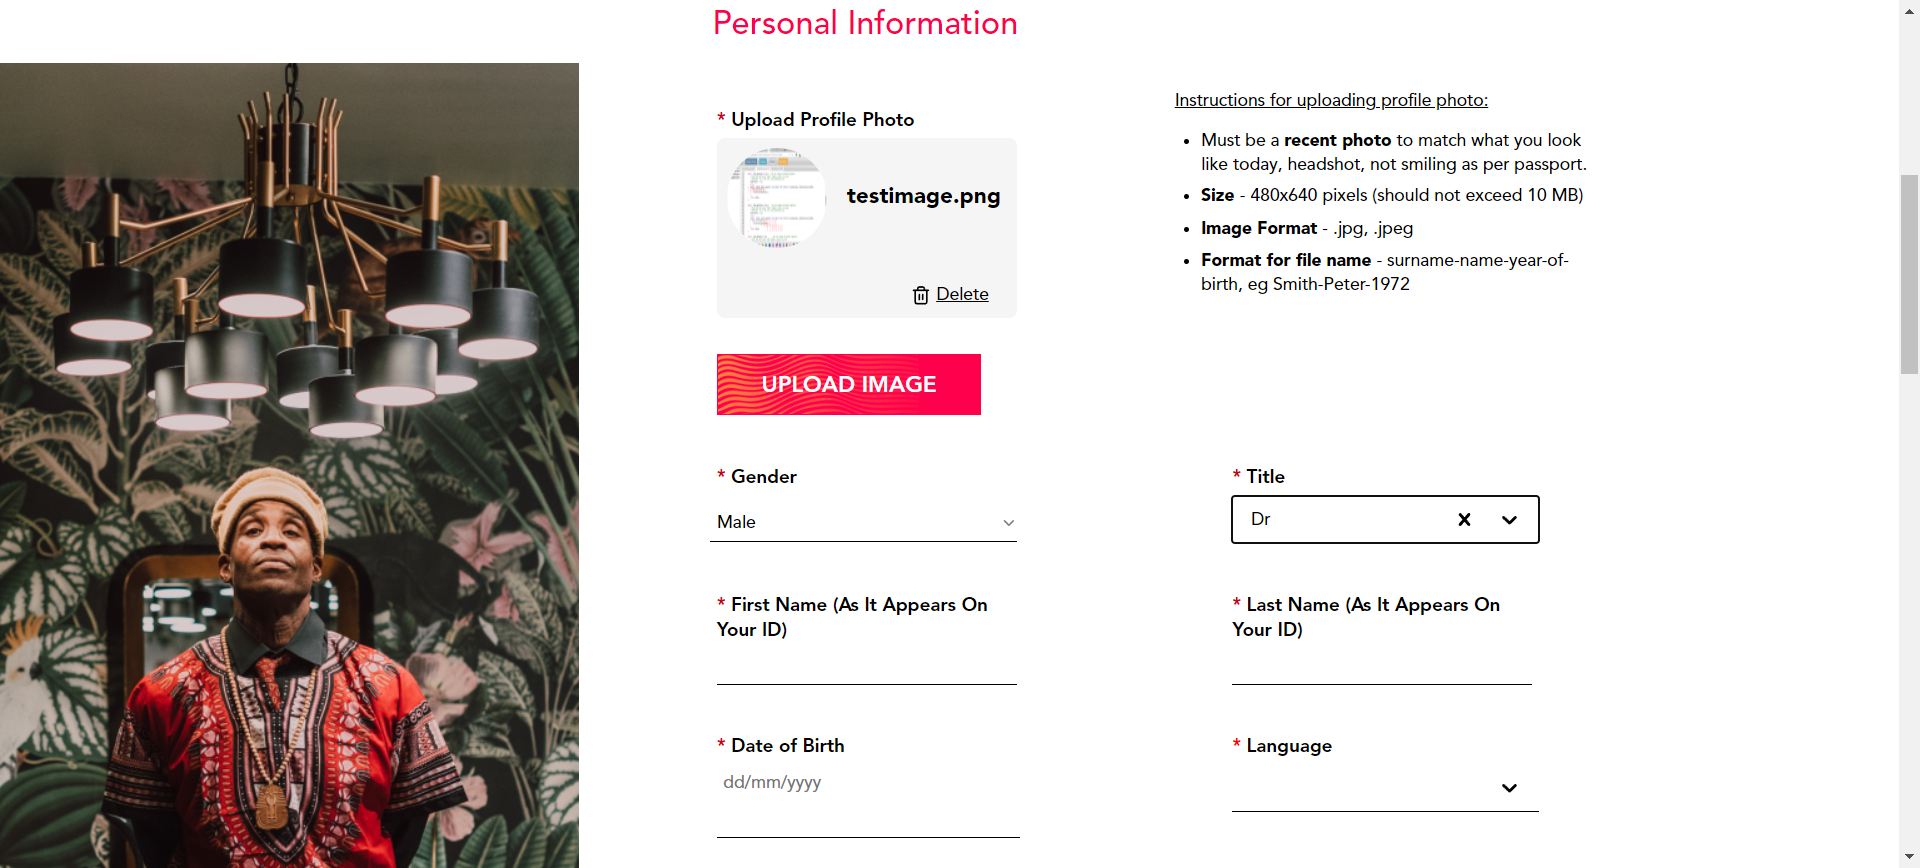 Personal Information
* Upload Profile Photo
testimage.png
Delete
UPLOAD IMAGE
Instructions for uploading profile photo:
• Must be a recent photo to match what you look
like today, headshot, not smiling as per passport.
• Size - 480x640 pixels (should not exceed 10 MB)
• Image Format - .jpg, .jpeg
• Format for file name - surname-name-year-of-
birth, eg Smith-Peter-1972
* Gender
Male
* Title
Dr
* First Name (As It Appears On
Your ID)
* Last Name (As It Appears On
Your ID)
* Date of Birth
dd/mm/yyyy
* Language